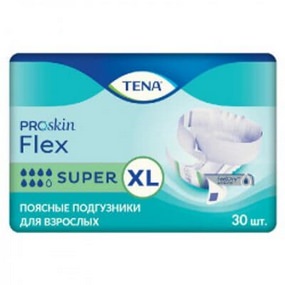 TENA
PROskin
Flex
SUPER XL
ПОЯСНЫЕ ПОДГУЗНИКИ
ДЛЯ ВЗРОСЛЫХ
30 шт.